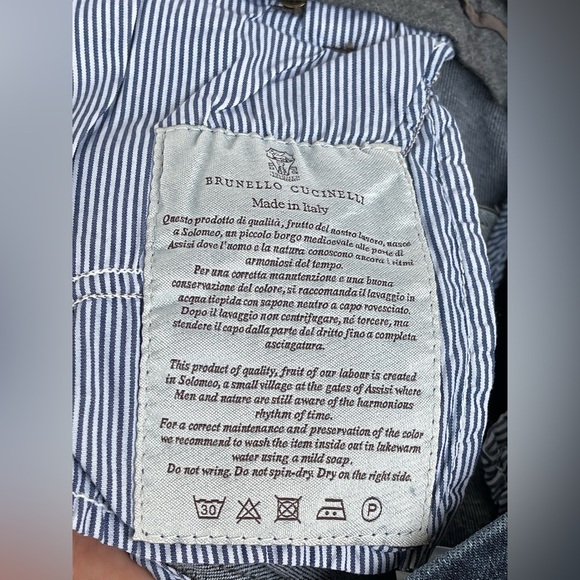 BRUNELLO CUCINELLI
Made in Italy
Questo prodotto di qualità, frutto del nostro lavoro, nasce
a Solomeo, un piccolo borgo medioevale alle porte di
Assisi dove l'uomo e la natura conoscono ancora i ritmi
armoniosi del tempo.
Per una corretta manutenzione e una buona
conservazione del colore, si raccomanda il lavaggio in
acqua tiepida con sapone neutro a capo rovesciato.
Dopo il lavaggio non centrifugare, né torcere, ma
stendere il capo dalla parte del dritto fino a completa
asciugatura.
This product of quality, fruit of our labour is created
in Solomeo, a small village at the gates of Assisi where
Men and nature are still aware of the harmonious
rhythm of time.
For a correct maintenance and preservation of the color
we recommend to wash the item inside out in lukewarm
water using a mild soap.
Do not wring. Do not spin-dry. Dry on the right side.
30 P